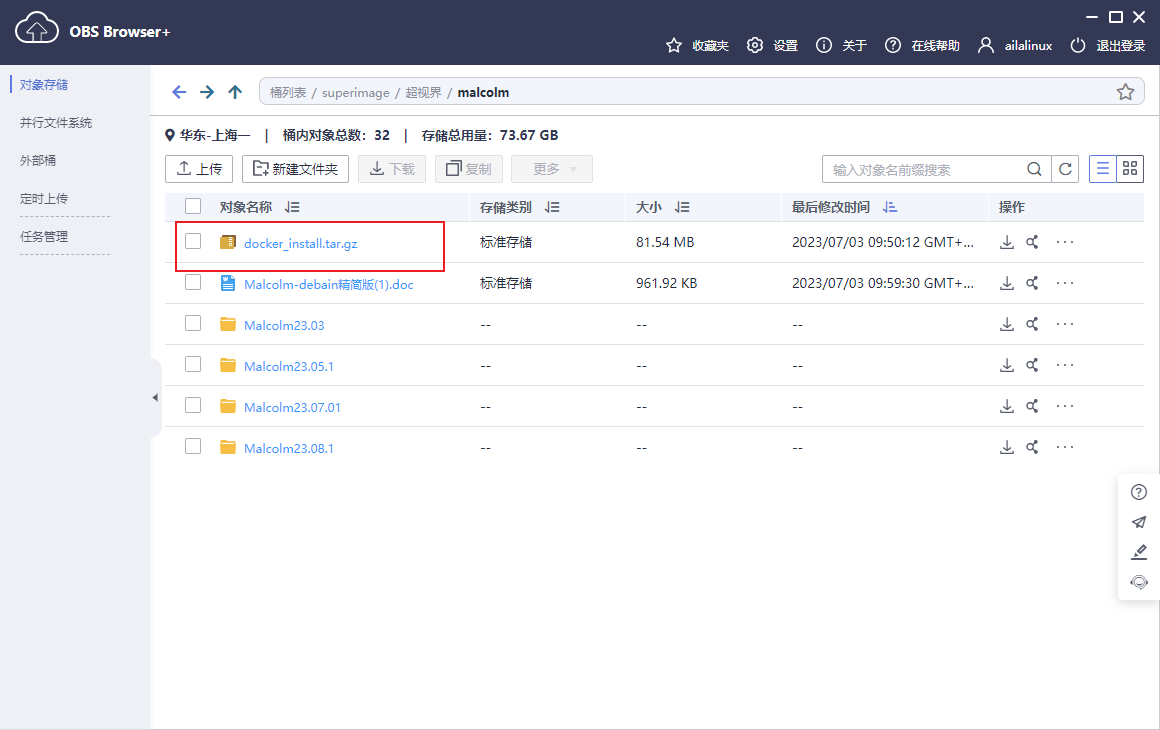 OBS Browser+
收藏夹 设置 关于 在线帮助 ailalinux 退出登录
对象存储
并行文件系统
外部桶
定时上传
任务管理
桶列表 / superimage / 超视界 / malcolm
华东-上海一 | 桶内对象总数：32 | 存储总用量：73.67 GB
上传 新建文件夹 下载 复制 更多 输入对象名前缀搜索
对象名称 存储类别 大小 最后修改时间 操作
docker_install.tar.gz 标准存储 81.54 MB 2023/07/03 09:50:12 GMT+... ...
Malcolm-debain精简版(1).doc 标准存储 961.92 KB 2023/07/03 09:59:30 GMT+... ...
Malcolm23.03 -- -- -- ...
Malcolm23.05.1 -- -- -- ...
Malcolm23.07.01 -- -- -- ...
Malcolm23.08.1 -- -- -- ...